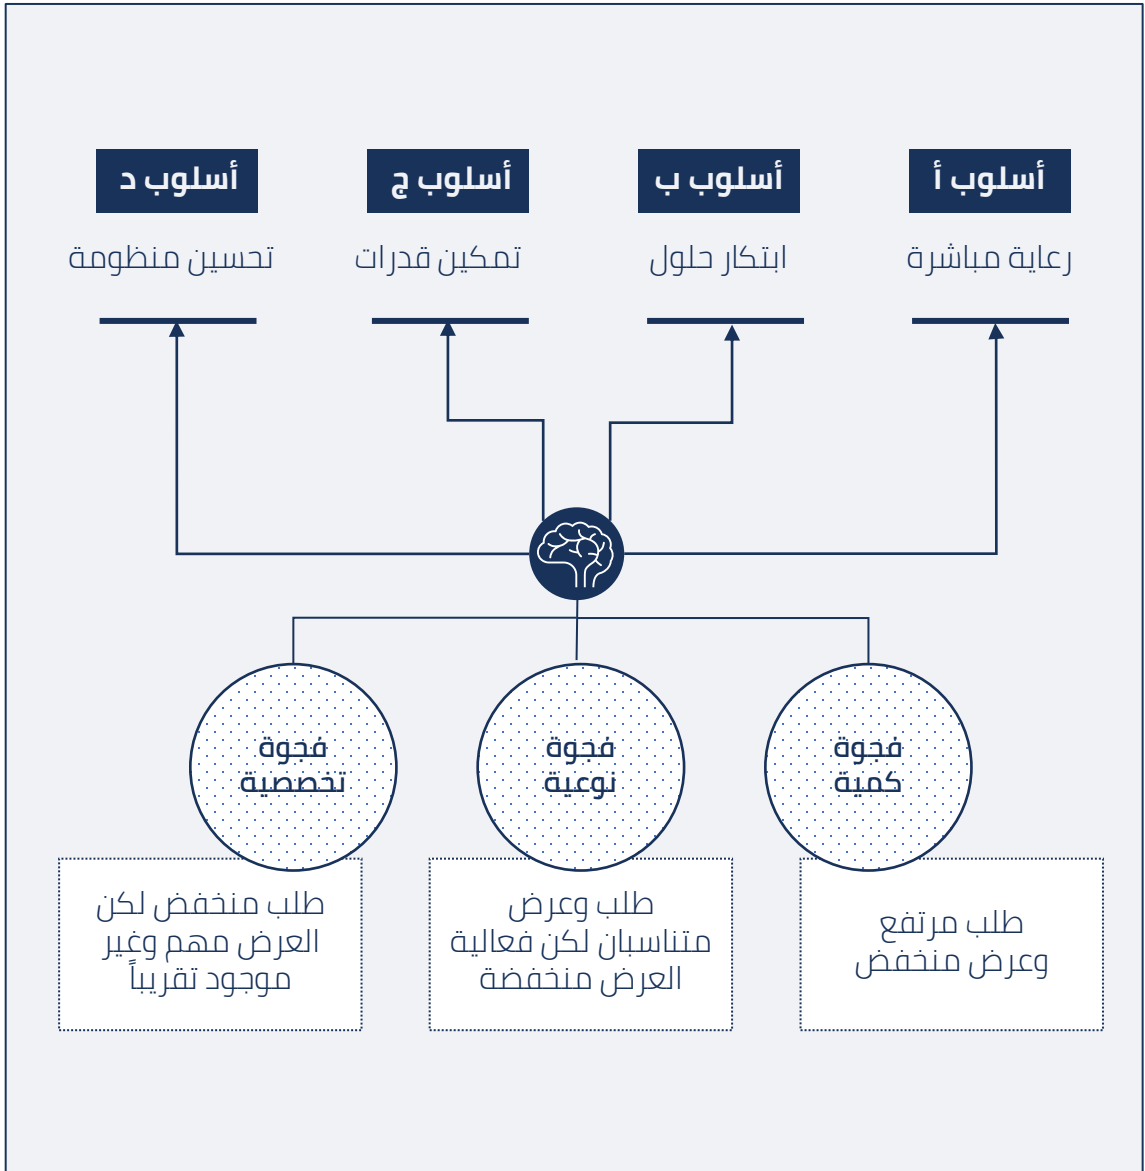 أسلوب أ
أسلوب ب
أسلوب ج
أسلوب د
رعاية مباشرة
ابتكار حلول
تمكين قدرات
تحسين منظومة
فجوة
كمية
فجوة
نوعية
فجوة
تخصصية
طلب مرتفع
وعرض منخفض
طلب وعرض
متناسبان لكن فعالية
العرض منخفضة
طلب منخفض لكن
العرض مهم وغير
موجود تقريباً